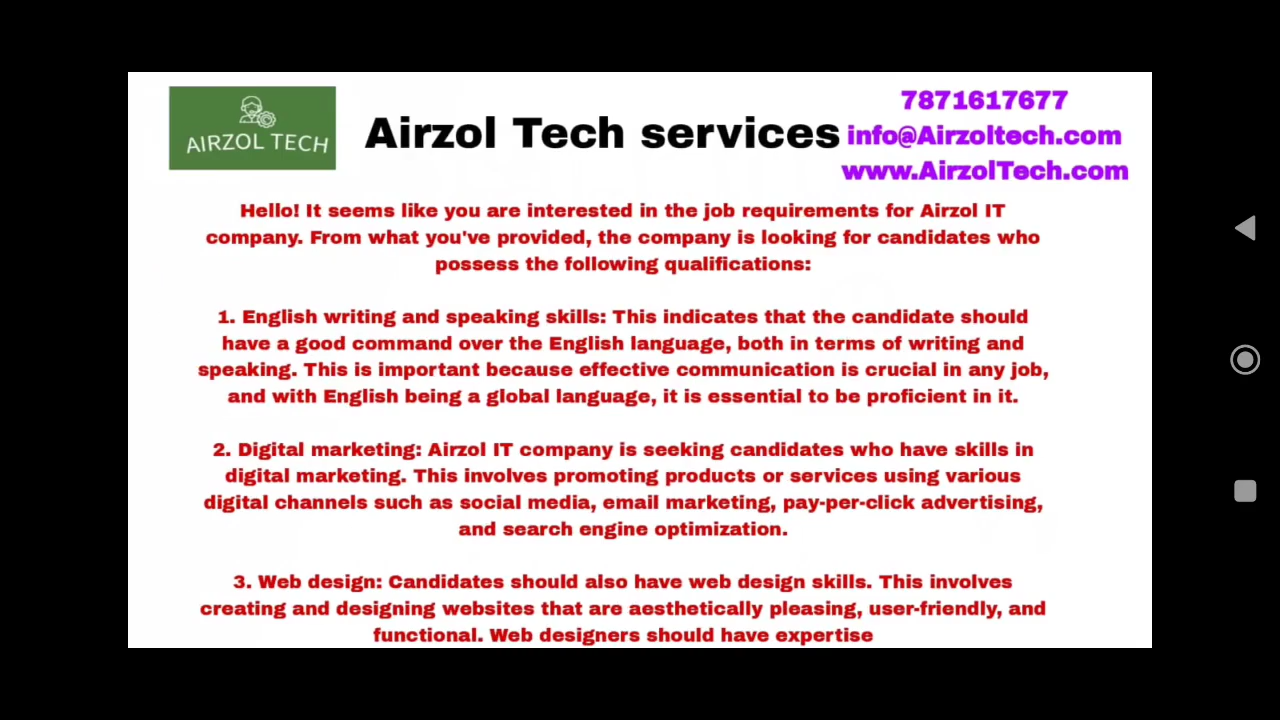 AIRZOL TECH
Airzol Tech services
7871617677
info@Airzoltech.com
www.AirzolTech.com
Hello! It seems like you are interested in the job requirements for Airzol IT
company. From what you've provided, the company is looking for candidates who
possess the following qualifications:
1. English writing and speaking skills: This indicates that the candidate should
have a good command over the English language, both in terms of writing and
speaking. This is important because effective communication is crucial in any job,
and with English being a global language, it is essential to be proficient in it.
2. Digital marketing: Airzol IT company is seeking candidates who have skills in
digital marketing. This involves promoting products or services using various
digital channels such as social media, email marketing, pay-per-click advertising,
and search engine optimization.
3. Web design: Candidates should also have web design skills. This involves
creating and designing websites that are aesthetically pleasing, user-friendly, and
functional. Web designers should have expertise